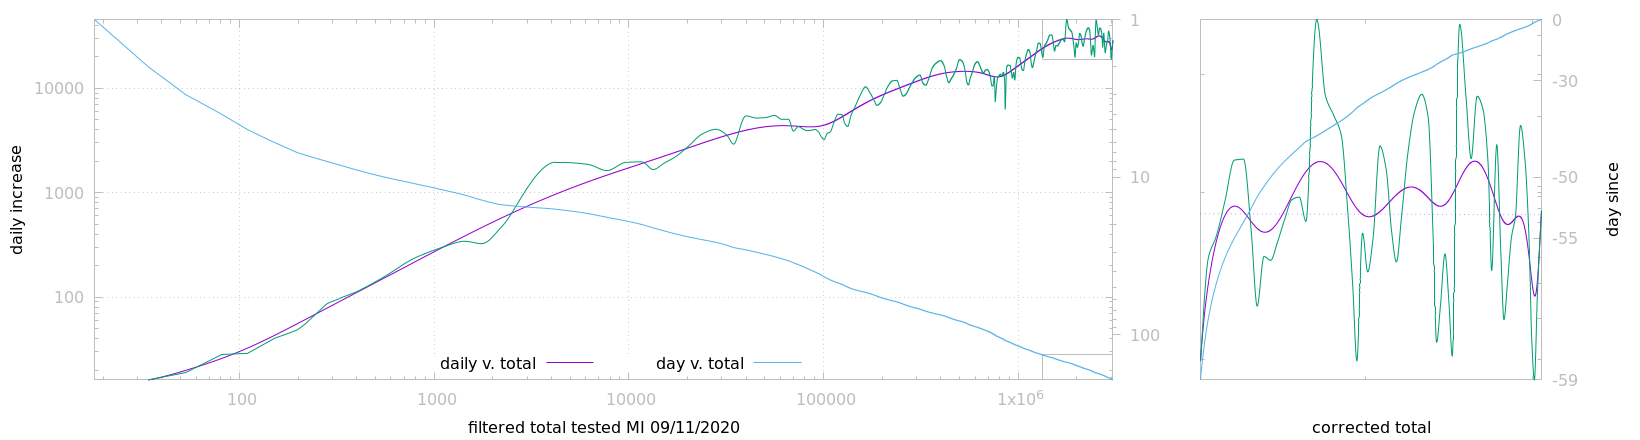 daily increase
10000
1000
100
100
1000
10000
100000
1x10^6
filtered total tested MI 09/11/2020
daily v. total
day v. total
1
10
100
0
-30
-50
-55
-59
day since
corrected total